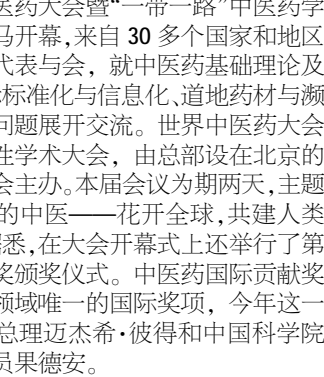 医药大会暨“一带一路”中医药学
马开幕,来自 30 多个国家和地区
代表与会，就中医药基础理论及
标准化与信息化、道地药材与濒
问题展开交流。世界中医药大会
性学术大会，由总部设在北京的
会主办。本届会议为期两天,主题
的中医——花开全球,共建人类
悉,在大会开幕式上还举行了第
奖颁奖仪式。中医药国际贡献奖
领域唯一的国际奖项，今年这一
总理迈杰希·彼得和中国科学院
员果德安。